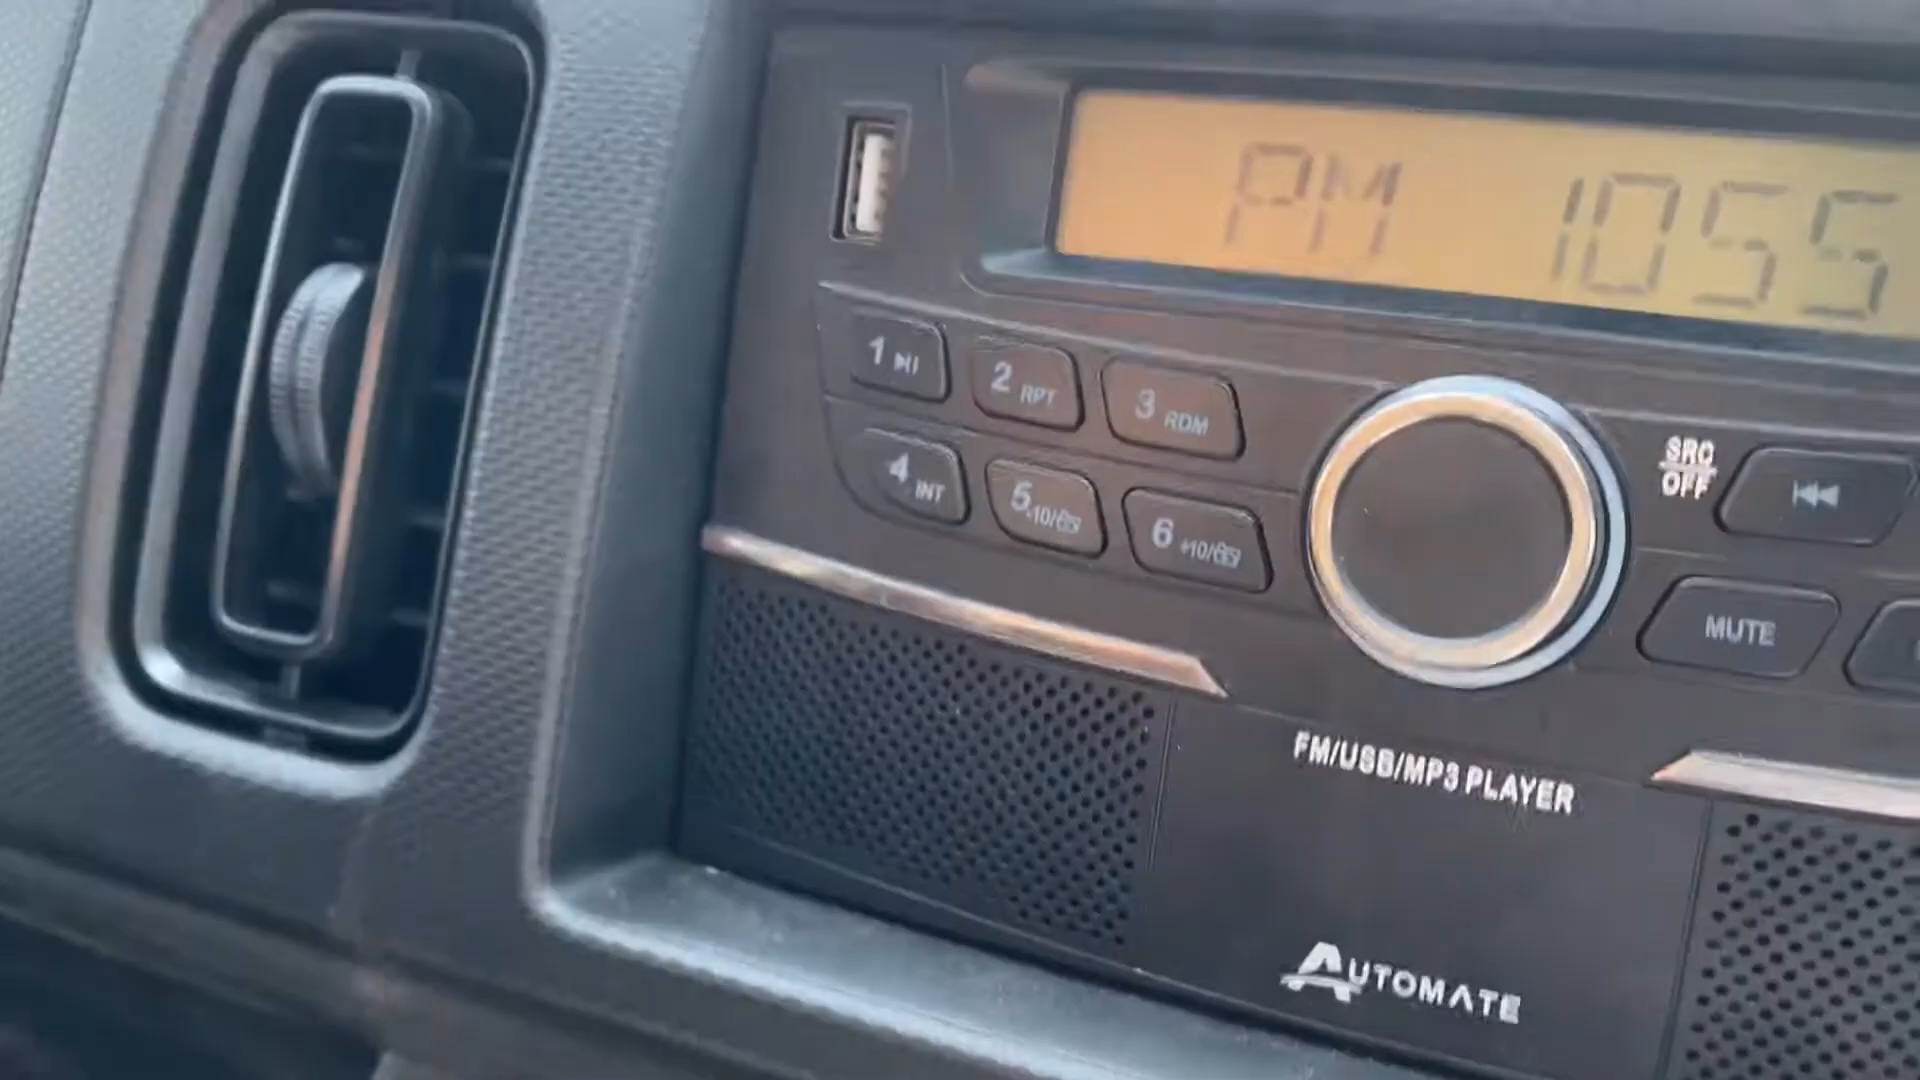 PM 1055
1
2 RPT
3 RDM
4 INT
5 -10/
6 +10/
SRC
OFF
MUTE
FM/USB/MP3 PLAYER
AUTOMATE